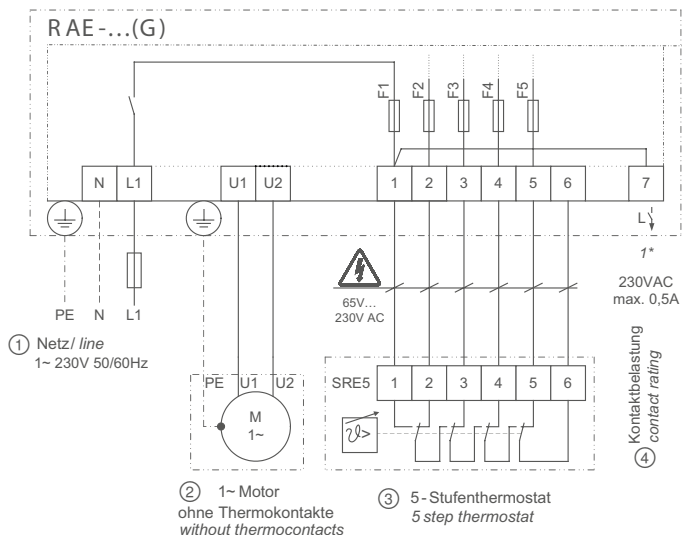 RAE-...(G)
F1 F2 F3 F4 F5
N L1 U1 U2 1 2 3 4 5 6 7
L
1*
230VAC
max. 0,5A
65V...
230V AC
PE N L1
① Netz/ line
1~ 230V 50/60Hz
PE U1 U2
M
1~
SRE5 1 2 3 4 5 6
ϑ>
④ Kontaktbelastung
contact rating
② 1~ Motor
ohne Thermokontakte
without thermocontacts
③ 5-Stufenthermostat
5 step thermostat